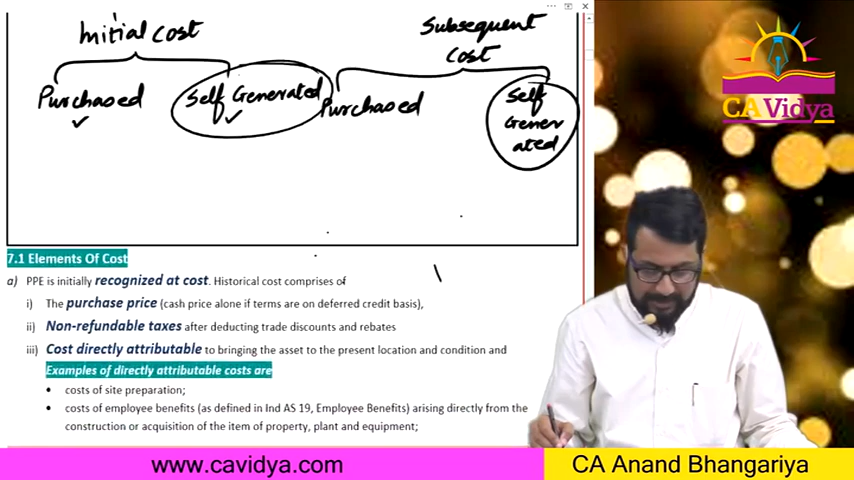 Initial Cost
Subsequent
Cost
Purchased
Self Generated
Purchased
Self
Gener
ated
CA Vidya
7.1 Elements Of Cost
a) PPE is initially recognized at cost. Historical cost comprises of
i) The purchase price (cash price alone if terms are on deferred credit basis),
ii) Non-refundable taxes after deducting trade discounts and rebates
iii) Cost directly attributable to bringing the asset to the present location and condition and
Examples of directly attributable costs are
• costs of site preparation;
• costs of employee benefits (as defined in Ind AS 19, Employee Benefits) arising directly from the
construction or acquisition of the item of property, plant and equipment;
www.cavidya.com
CA Anand Bhangariya